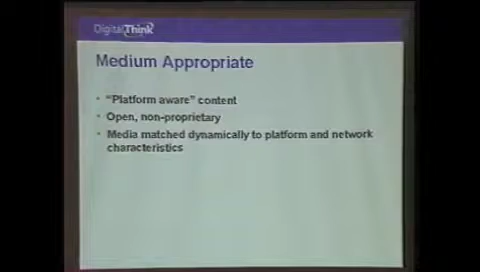 DigitalThink
Medium Appropriate
• "Platform aware" content
• Open, non-proprietary
• Media matched dynamically to platform and network
characteristics